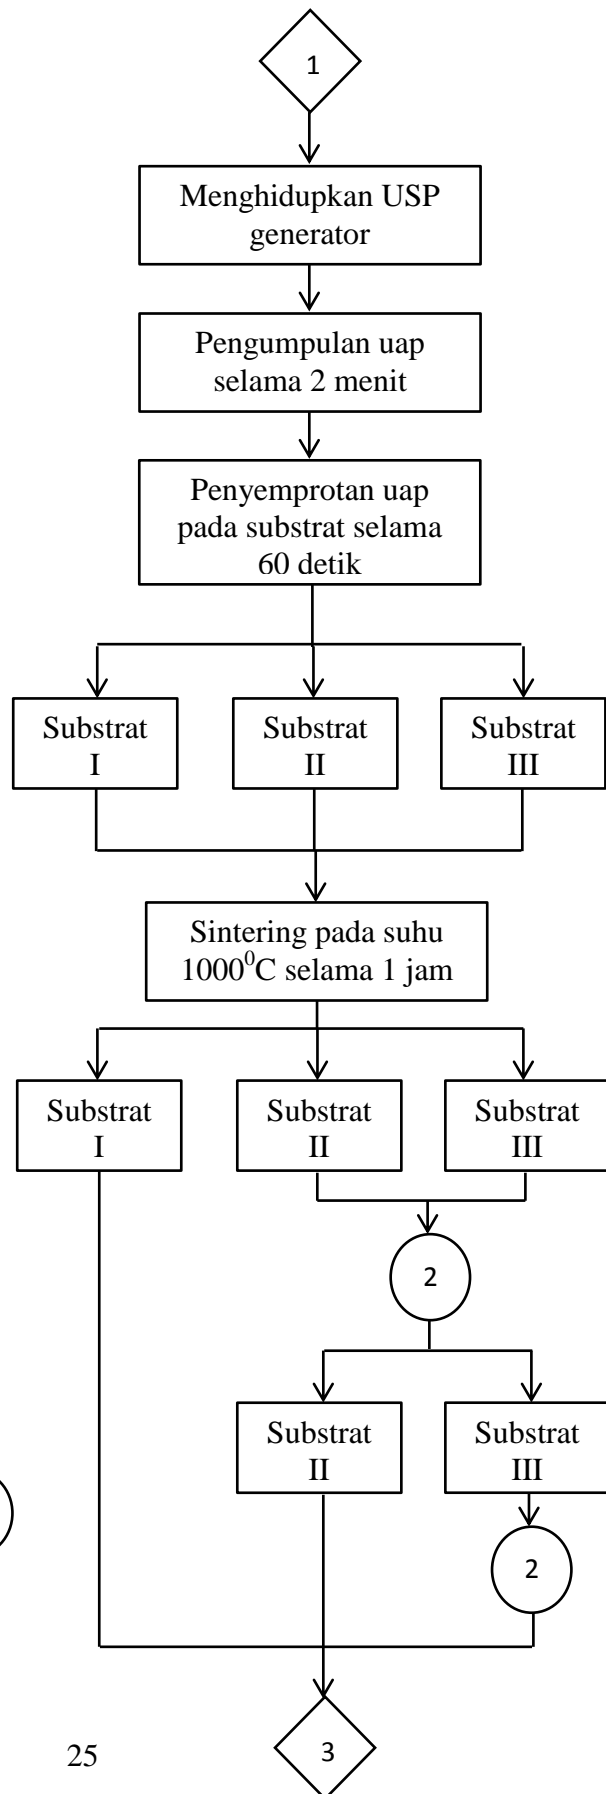 1
Menghidupkan USP
generator
Pengumpulan uap
selama 2 menit
Penyemprotan uap
pada substrat selama
60 detik
Substrat
I
Substrat
II
Substrat
III
Sintering pada suhu
1000⁰C selama 1 jam
Substrat
I
Substrat
II
Substrat
III
2
Substrat
II
Substrat
III
2
3
25